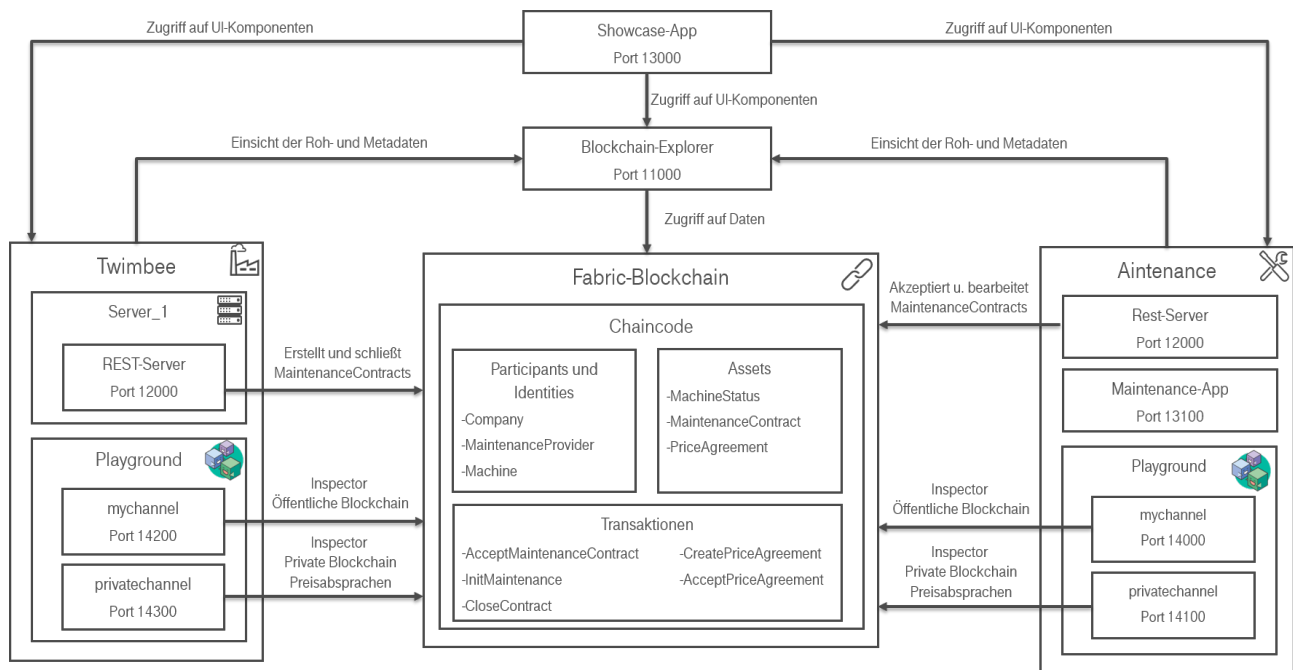 Zugriff auf UI-Komponenten
Showcase-App
Port 13000
Zugriff auf UI-Komponenten
Zugriff auf UI-Komponenten
Einsicht der Roh- und Metadaten
Blockchain-Explorer
Port 11000
Einsicht der Roh- und Metadaten
Zugriff auf Daten
Twimbee
Server_1
REST-Server
Port 12000
Playground
mychannel
Port 14200
privatechannel
Port 14300
Erstellt und schließt
MaintenanceContracts
Inspector
Öffentliche Blockchain
Inspector
Private Blockchain
Preisabsprachen
Fabric-Blockchain
Chaincode
Participants und
Identities
-Company
-MaintenanceProvider
-Machine
Assets
-MachineStatus
-MaintenanceContract
-PriceAgreement
Transaktionen
-AcceptMaintenanceContract
-InitMaintenance
-CloseContract
-CreatePriceAgreement
-AcceptPriceAgreement
Akzeptiert u. bearbeitet
MaintenanceContracts
Inspector
Öffentliche Blockchain
Inspector
Private Blockchain
Preisabsprachen
Aintenance
Rest-Server
Port 12000
Maintenance-App
Port 13100
Playground
mychannel
Port 14000
privatechannel
Port 14100